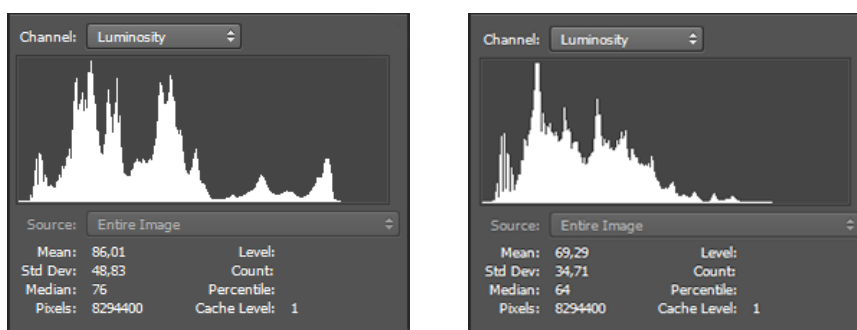 Channel: Luminosity
Source: Entire Image
Mean: 86,01 Level:
Std Dev: 48,83 Count:
Median: 76 Percentile:
Pixels: 8294400 Cache Level: 1
Channel: Luminosity
Source: Entire Image
Mean: 69,29 Level:
Std Dev: 34,71 Count:
Median: 64 Percentile:
Pixels: 8294400 Cache Level: 1